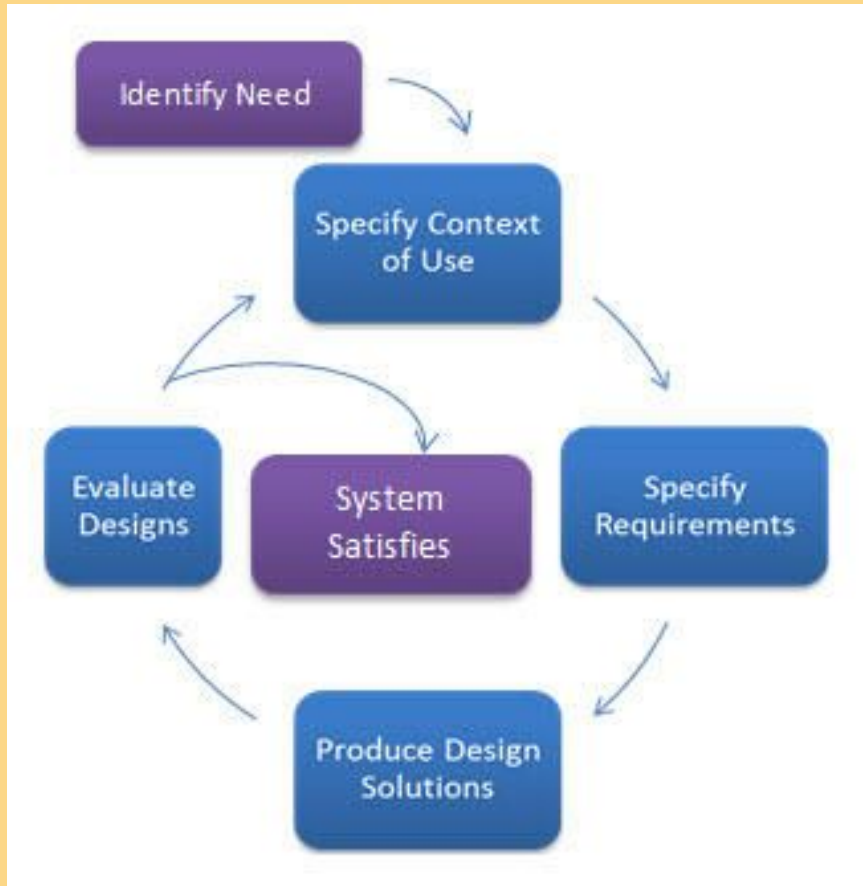 Identify Need
Specify Context
of Use
Evaluate
Designs
System
Satisfies
Specify
Requirements
Produce Design
Solutions